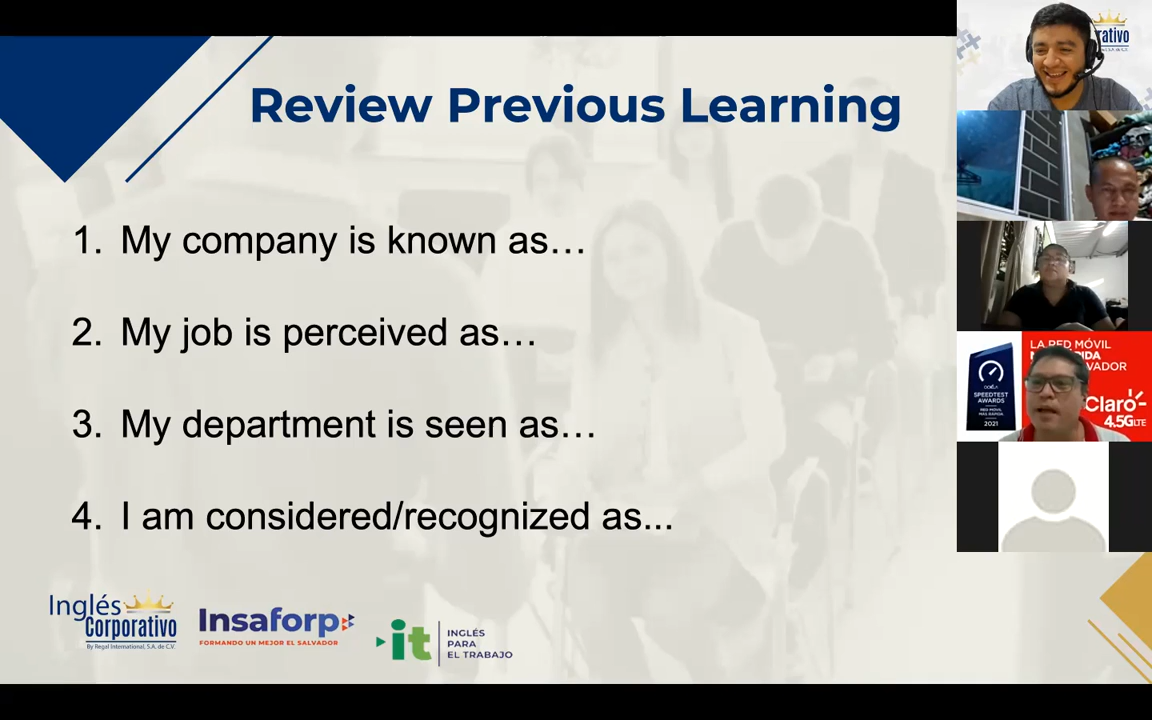 Review Previous Learning
1. My company is known as…
2. My job is perceived as…
3. My department is seen as…
4. I am considered/recognized as...
Inglés
Corporativo
By Regal International, S.A. de C.V.
Insaforp
FORMANDO UN MEJOR EL SALVADOR
it
INGLÉS
PARA
EL TRABAJO
rativo
LA RED MÓVIL
VADOR
SPEEDTEST
AWARDS
2021
Claro
4.5G LTE